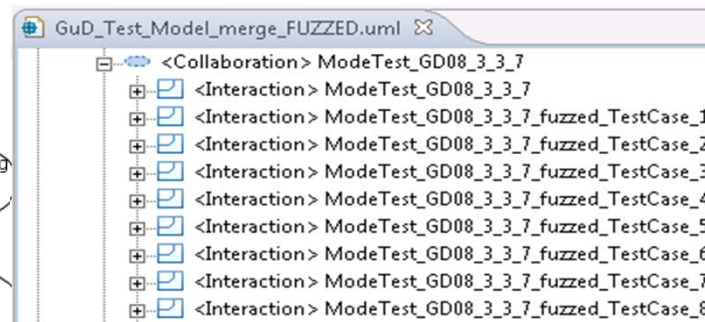 GuD_Test_Model_merge_FUZZED.uml
<Collaboration> ModeTest_GD08_3_3_7
<Interaction> ModeTest_GD08_3_3_7
<Interaction> ModeTest_GD08_3_3_7_fuzzed_TestCase_1
<Interaction> ModeTest_GD08_3_3_7_fuzzed_TestCase_2
<Interaction> ModeTest_GD08_3_3_7_fuzzed_TestCase_3
<Interaction> ModeTest_GD08_3_3_7_fuzzed_TestCase_4
<Interaction> ModeTest_GD08_3_3_7_fuzzed_TestCase_5
<Interaction> ModeTest_GD08_3_3_7_fuzzed_TestCase_6
<Interaction> ModeTest_GD08_3_3_7_fuzzed_TestCase_7
<Interaction> ModeTest_GD08_3_3_7_fuzzed_TestCase_8